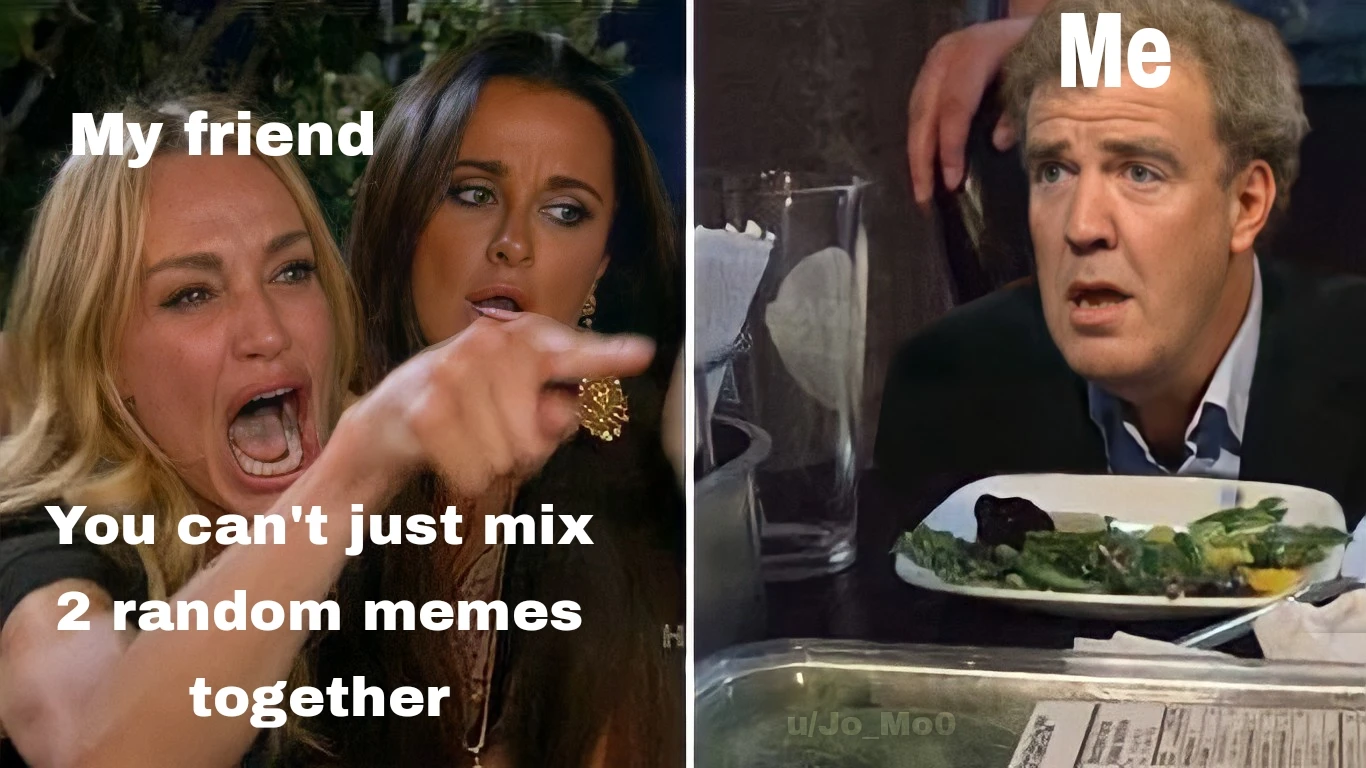 My friend
You can't just mix
2 random memes
together
Me
u/Jo_Mo0